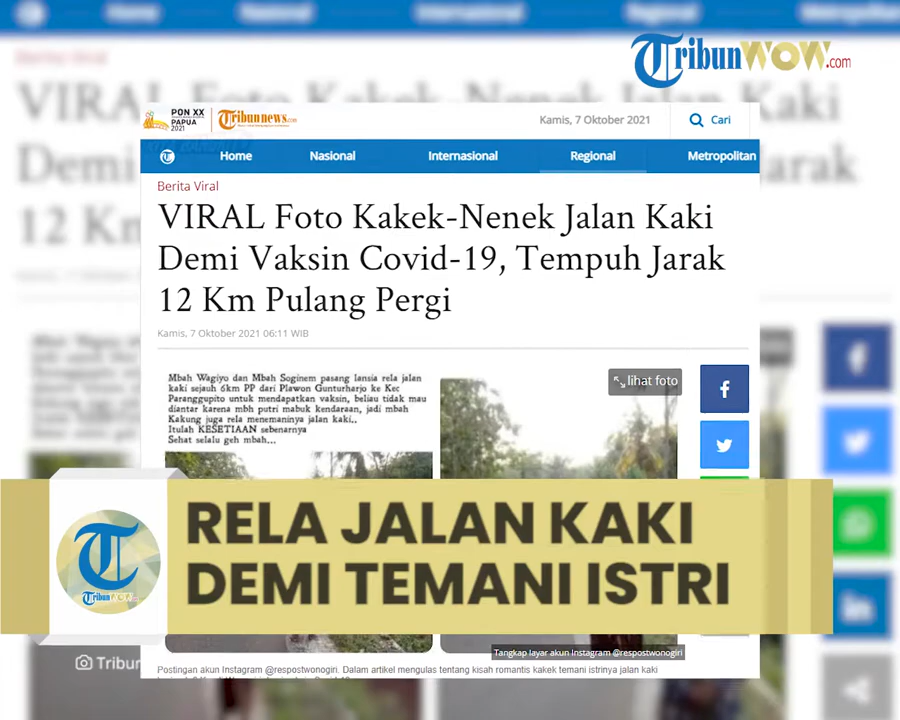 TribunWOW.com
PON XX
PAPUA
2021
Tribunnews.com
Kamis, 7 Oktober 2021
Cari
Home
Nasional
Internasional
Regional
Metropolitan
Berita Viral
VIRAL Foto Kakek-Nenek Jalan Kaki
Demi Vaksin Covid-19, Tempuh Jarak
12 Km Pulang Pergi
Kamis, 7 Oktober 2021 06:11 WIB
Mbah Wagiyo dan Mbah Soginem pasang lansia rela jalan
kaki sejauh 6km PP dari Plawon Gunturharjo ke Kec
Paranggupito untuk mendapatkan vaksin, beliau tidak mau
diantar karena mbh putri mabuk kendaraan, jadi mbah
Kakung juga rela menemaninya jalan kaki..
Itulah KESETIAAN sebenarnya
Sehat selalu geh mbah...
lihat foto
RELA JALAN KAKI
DEMI TEMANI ISTRI
Tangkap layar akun Instagram @respostwonogiri
Postingan akun Instagram @respostwonogiri. Dalam artikel mengulas tentang kisah romantis kakek temani istrinya jalan kaki